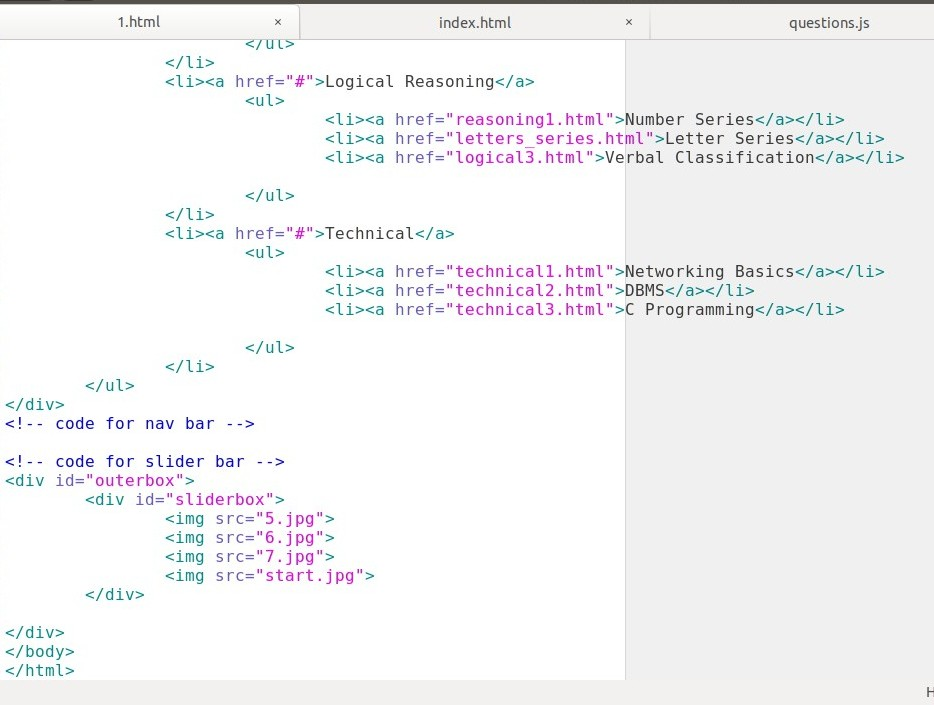 1.html × index.html × questions.js
</ul>
</li>
<li><a href="#">Logical Reasoning</a>
<ul>
<li><a href="reasoning1.html">Number Series</a></li>
<li><a href="letters_series.html">Letter Series</a></li>
<li><a href="logical3.html">Verbal Classification</a></li>
</ul>
</li>
<li><a href="#">Technical</a>
<ul>
<li><a href="technical1.html">Networking Basics</a></li>
<li><a href="technical2.html">DBMS</a></li>
<li><a href="technical3.html">C Programming</a></li>
</ul>
</li>
</ul>
</div>
<!-- code for nav bar -->
<!-- code for slider bar -->
<div id="outerbox">
<div id="sliderbox">
<img src="5.jpg">
<img src="6.jpg">
<img src="7.jpg">
<img src="start.jpg">
</div>
</div>
</body>
</html>